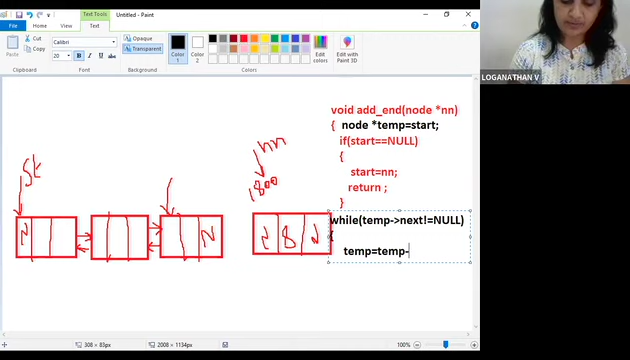 Text Tools
Untitled - Paint
File
Home
View
Text
Paste
Cut
Copy
Clipboard
Calibri
20
B
I
U
Font
Opaque
Transparent
Background
Color 1
Color 2
Colors
Edit colors
Edit with Paint 3D
LOGANATHAN V
void add_end(node *nn)
{ node *temp=start;
if(start==NULL)
{
start=nn;
return ;
}
while(temp->next!=NULL)
{
temp=temp-
St
nn
1800
N
N
8
308 × 83px
2008 × 1134px
100%